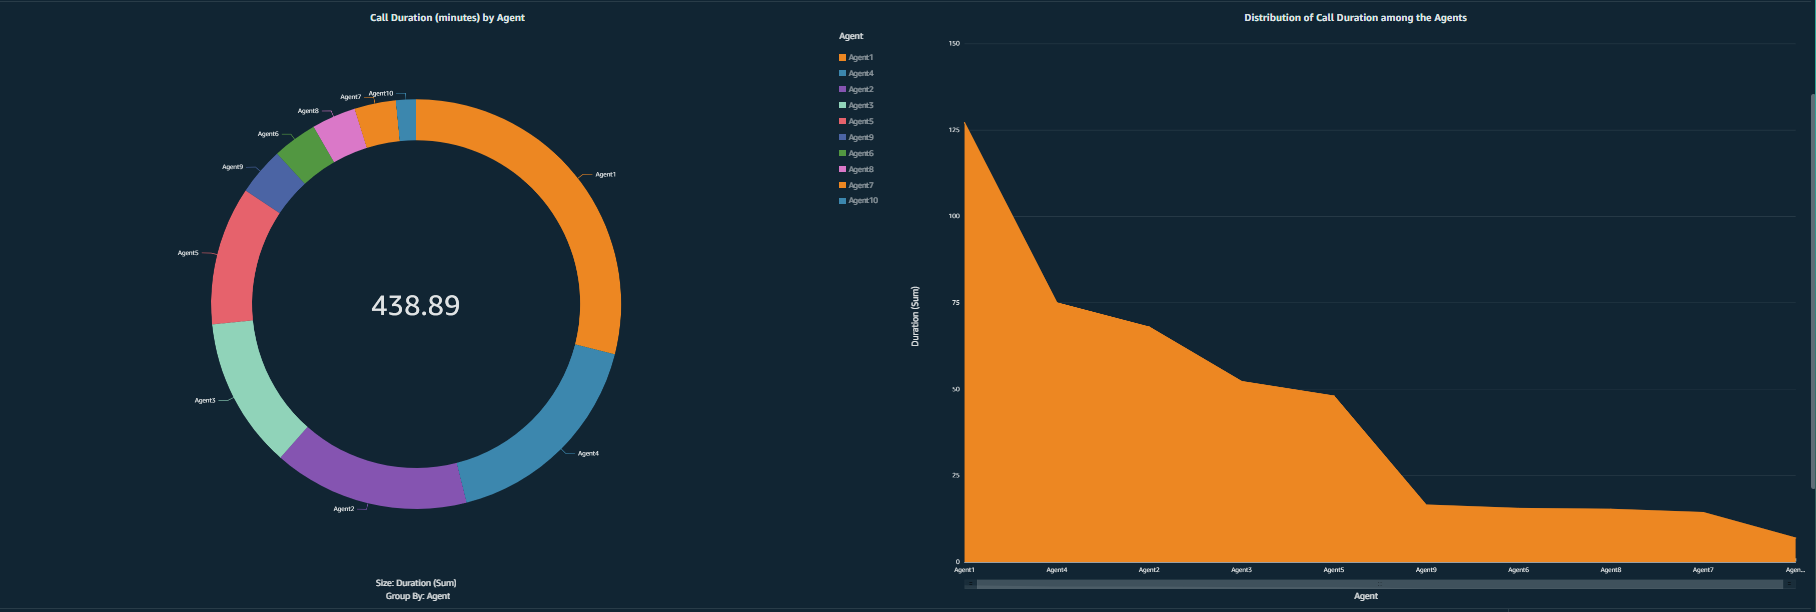 Call Duration (minutes) by Agent
Agent7
Agent10
Agent8
Agent6
Agent9
Agent1
Agent5
438.89
Agent3
Agent4
Agent2
Size: Duration (Sum)
Group By: Agent
Agent
Agent1
Agent4
Agent2
Agent3
Agent5
Agent9
Agent6
Agent8
Agent7
Agent10
Distribution of Call Duration among the Agents
150
125
100
75
50
25
0
Duration (Sum)
Agent1 Agent4 Agent2 Agent3 Agent5 Agent9 Agent6 Agent8 Agent7 Agen...
Agent